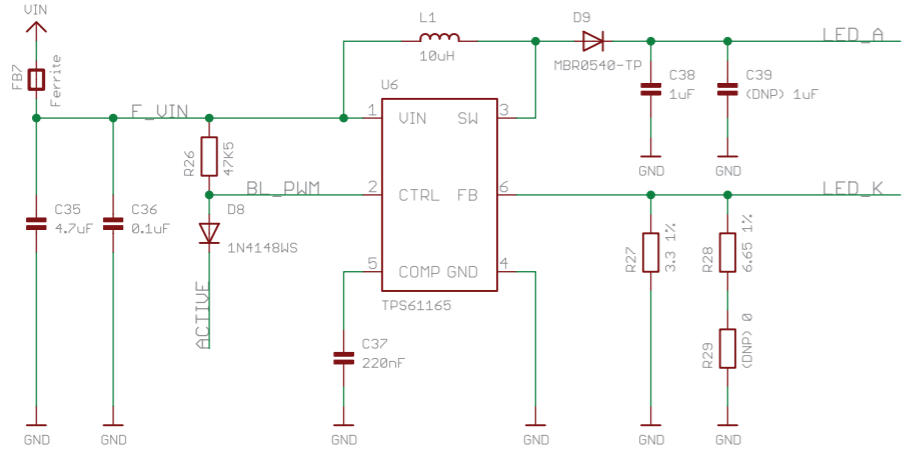 VIN
L1
D9
LED_A
10uH
MBR0540-TP
FB7
Ferrite
C38
1uF
C39
(DNP) 1uF
U6
F_VIN
1
VIN
SW
3
R26
47K5
GND
GND
BL_PWM
2
CTRL
FB
6
LED_K
C35
4.7uF
C36
0.1uF
D8
1N4148WS
R27
3.3 1%
R28
6.65 1%
5
COMP
GND
4
ACTIVE
TPS61165
C37
220nF
R29
(DNP) 0
GND
GND
GND
GND
GND
GND